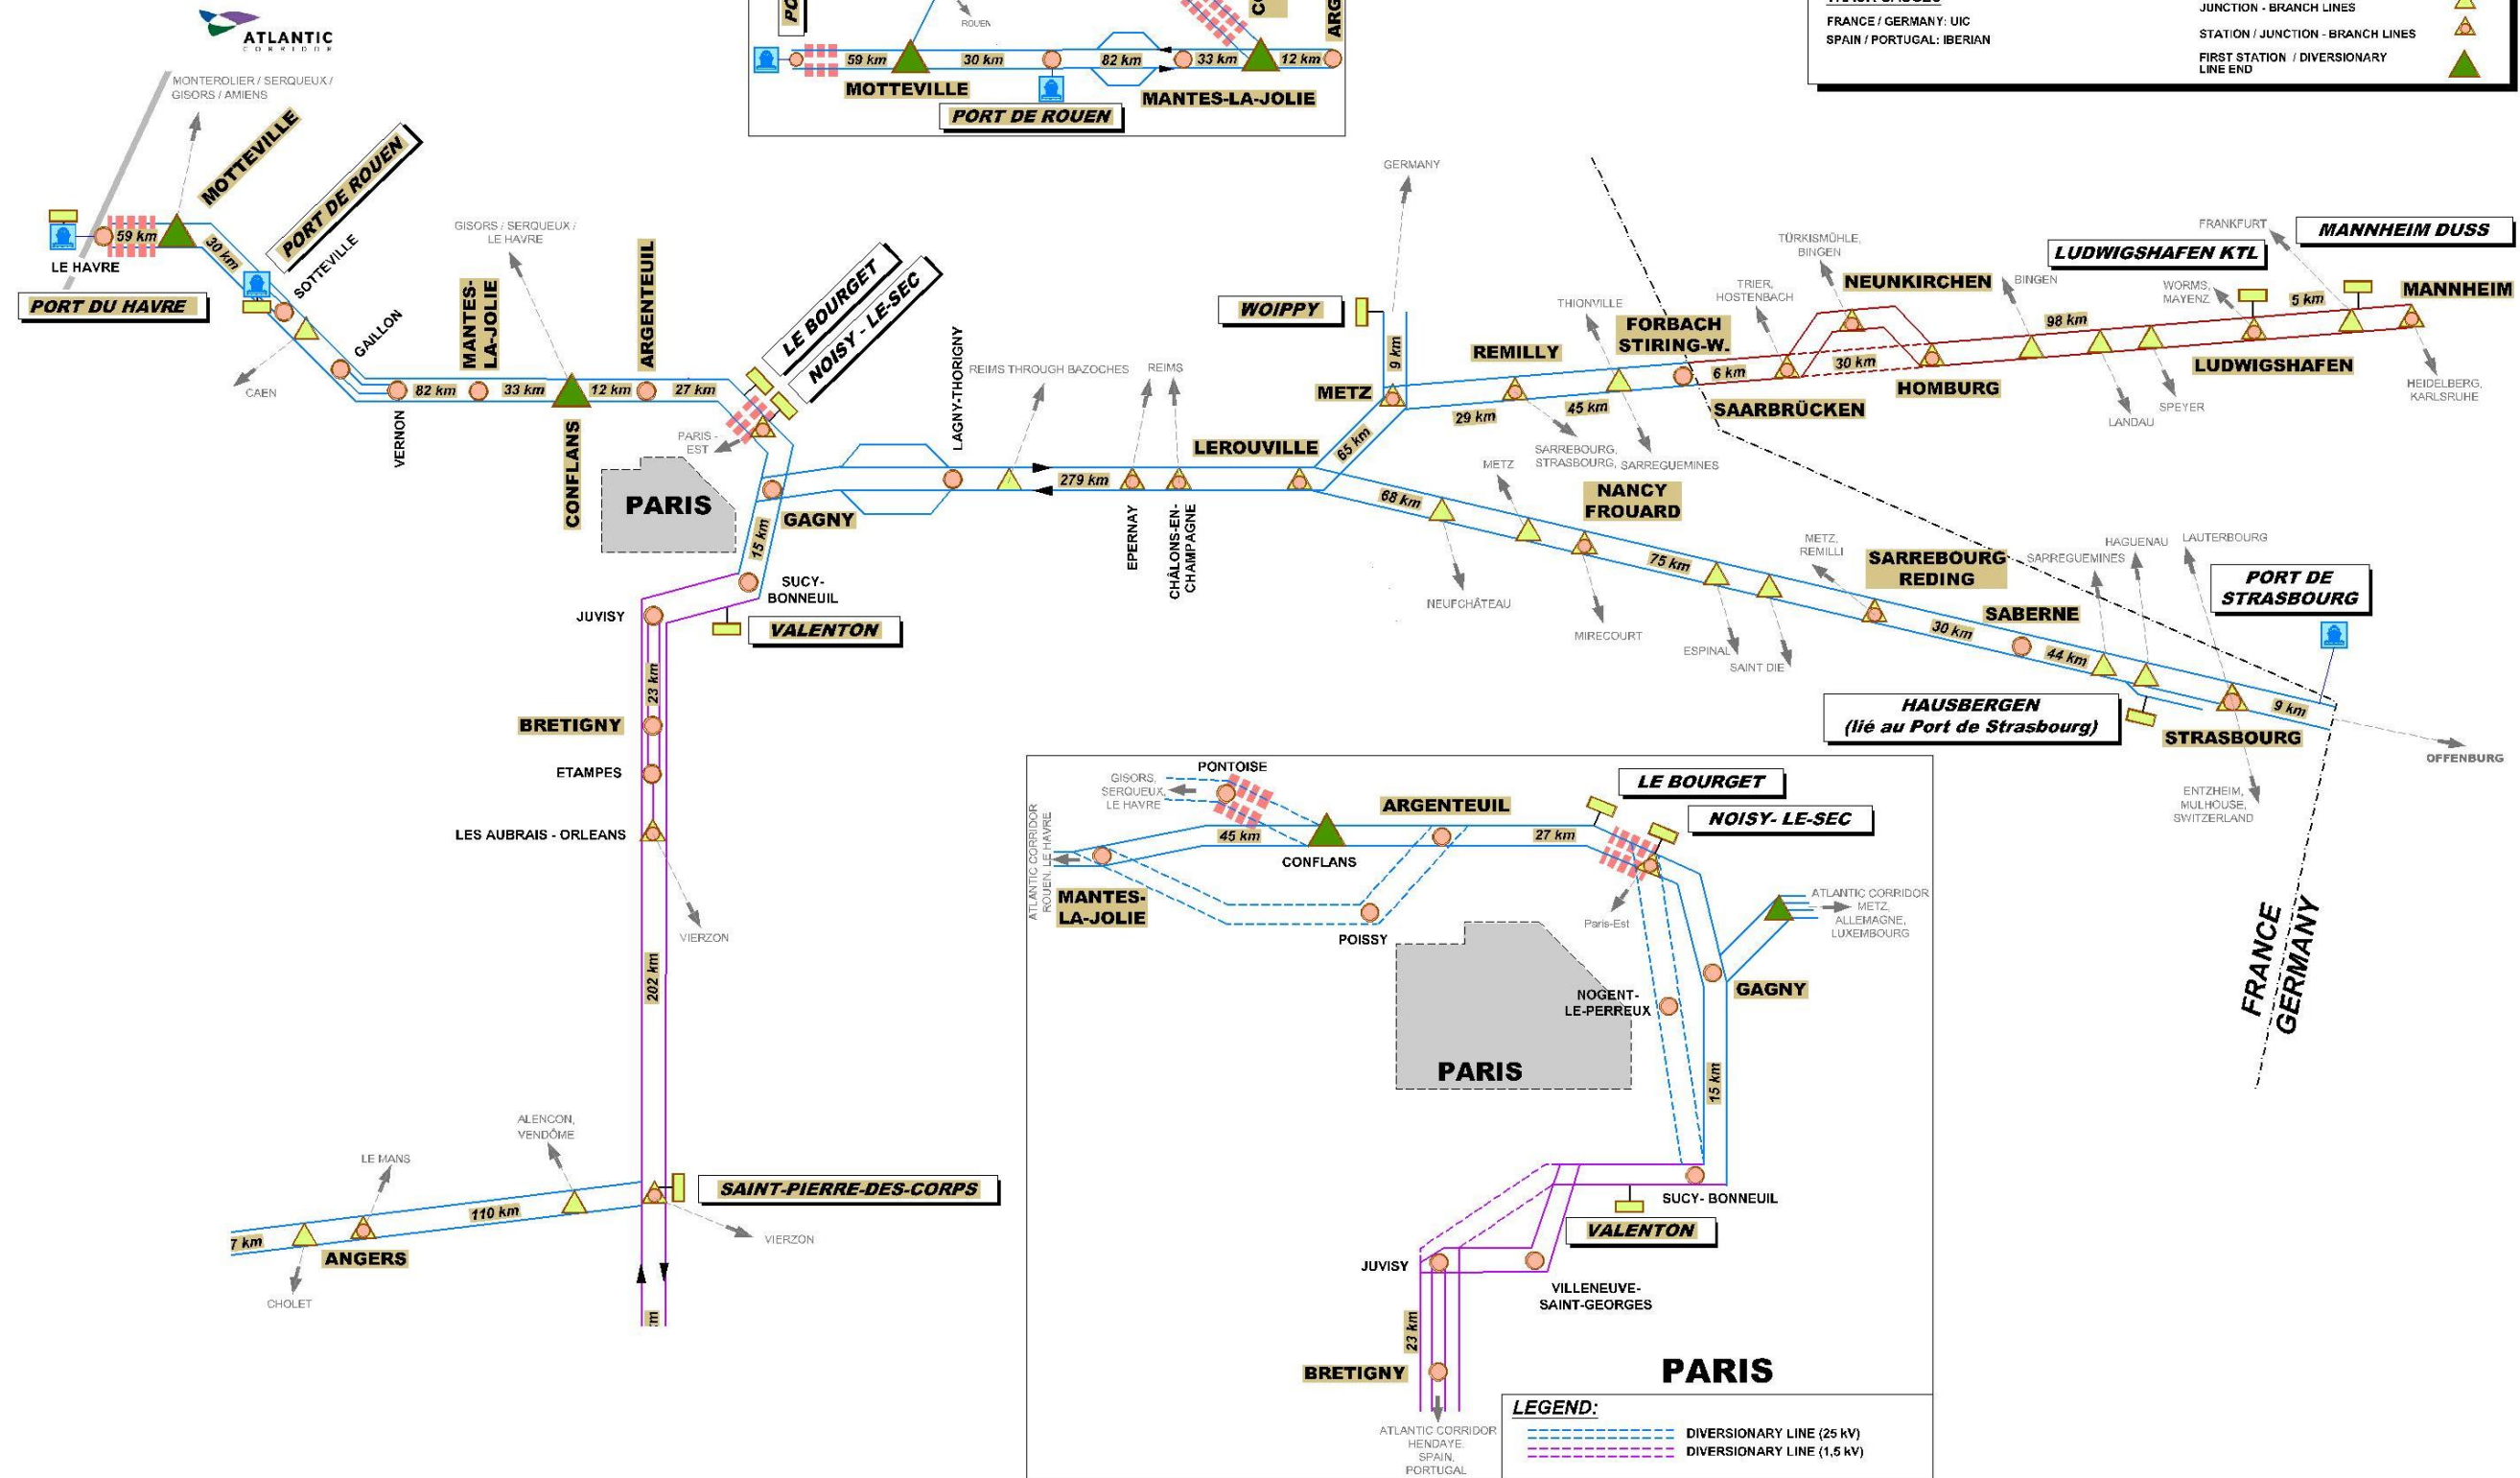 ATLANTIC
CORRIDOR
ROUEN
59 km
30 km
82 km
33 km
12 km
MOTTEVILLE
MANTES-LA-JOLIE
PORT DE ROUEN
FRANCE / GERMANY: UIC
SPAIN / PORTUGAL: IBERIAN
JUNCTION - BRANCH LINES
STATION / JUNCTION - BRANCH LINES
FIRST STATION / DIVERSIONARY
LINE END
MONTEROLIER / SERQUEUX /
GISORS / AMIENS
MOTTEVILLE
PORT DE ROUEN
59 km
LE HAVRE
PORT DU HAVRE
30 km
SOTTEVILLE
CAEN
GAILLON
VERNON
82 km
MANTES-
LA-JOLIE
33 km
GISORS / SERQUEUX /
LE HAVRE
CONFLANS
12 km
ARGENTEUIL
27 km
LE BOURGET
NOISY - LE-SEC
PARIS -
EST
PARIS
GAGNY
15 km
SUCY-
BONNEUIL
VALENTON
JUVISY
23 km
BRETIGNY
ETAMPES
LES AUBRAIS - ORLEANS
VIERZON
202 km
SAINT-PIERRE-DES-CORPS
VIERZON
ALENCON,
VENDÔME
LE MANS
110 km
7 km
ANGERS
CHOLET
LAGNY-THORIGNY
REIMS THROUGH BAZOCHES
REIMS
279 km
EPERNAY
CHÂLONS-EN-
CHAMPAGNE
LEROUVILLE
65 km
METZ
9 km
WOIPPY
GERMANY
REMILLY
29 km
45 km
SARREBOURG,
STRASBOURG,
SARREGUEMINES
THIONVILLE
FORBACH
STIRING-W.
TRIER,
HOSTENBACH
6 km
SAARBRÜCKEN
TÜRKISMÜHLE,
BINGEN
NEUNKIRCHEN
30 km
HOMBURG
BINGEN
98 km
LANDAU
SPEYER
WORMS,
MAYENZ
LUDWIGSHAFEN KTL
LUDWIGSHAFEN
FRANKFURT
5 km
MANNHEIM DUSS
MANNHEIM
HEIDELBERG,
KARLSRUHE
68 km
NEUFCHÂTEAU
METZ
NANCY
FROUARD
MIRECOURT
75 km
ESPINAL
SAINT DIE
METZ,
REMILLI
SARREBOURG
REDING
30 km
SABERNE
44 km
SARREGUEMINES
HAGUENAU
LAUTERBOURG
PORT DE
STRASBOURG
HAUSBERGEN
(lié au Port de Strasbourg)
STRASBOURG
9 km
OFFENBURG
ENTZHEIM,
MULHOUSE,
SWITZERLAND
FRANCE
GERMANY
PONTOISE
GISORS,
SERQUEUX,
LE HAVRE
ATLANTIC CORRIDOR
ROUEN, LE HAVRE
45 km
CONFLANS
ARGENTEUIL
27 km
LE BOURGET
NOISY- LE-SEC
MANTES-
LA-JOLIE
POISSY
Paris-Est
ATLANTIC CORRIDOR
METZ,
ALLEMAGNE,
LUXEMBOURG
GAGNY
NOGENT-
LE-PERREUX
PARIS
15 km
SUCY- BONNEUIL
VALENTON
JUVISY
VILLENEUVE-
SAINT-GEORGES
23 km
BRETIGNY
PARIS
ATLANTIC CORRIDOR
HENDAYE,
SPAIN,
PORTUGAL
LEGEND:
DIVERSIONARY LINE (25 kV)
DIVERSIONARY LINE (1,5 kV)